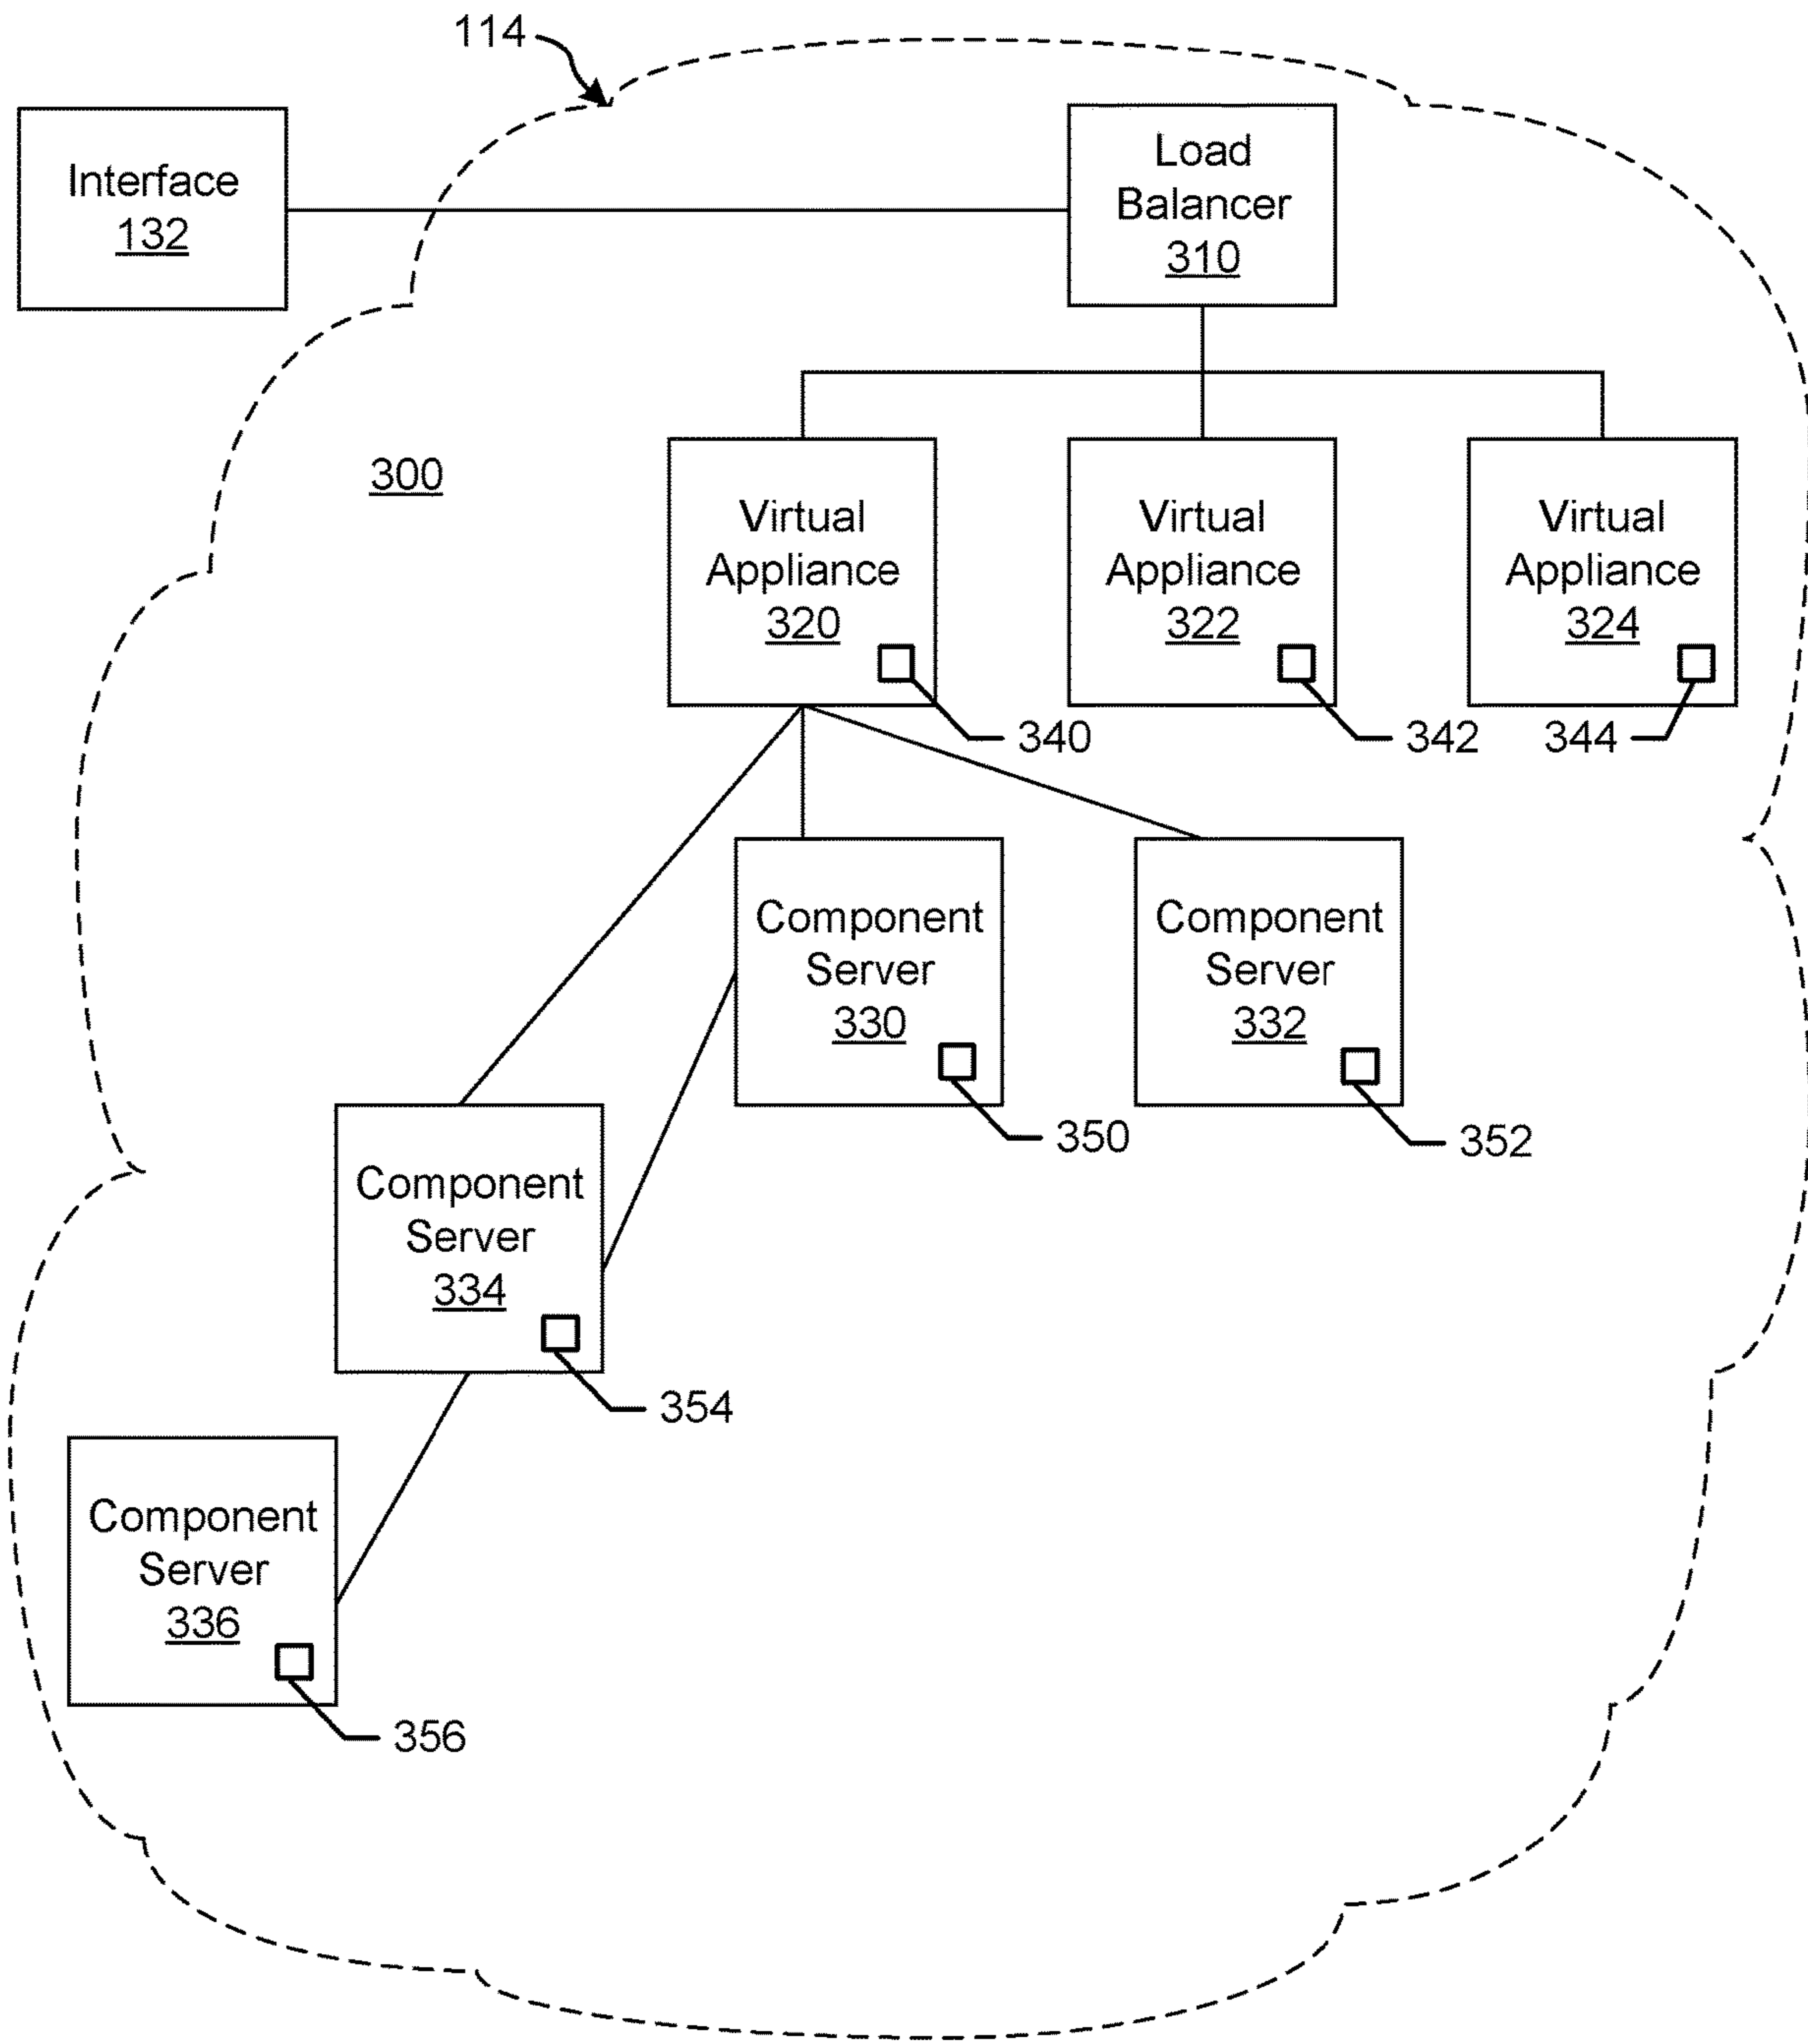 114
Interface
132
Load
Balancer
310
300
Virtual
Appliance
320
Virtual
Appliance
322
Virtual
Appliance
324
340
342
344
Component
Server
330
Component
Server
332
350
352
Component
Server
334
354
Component
Server
336
356